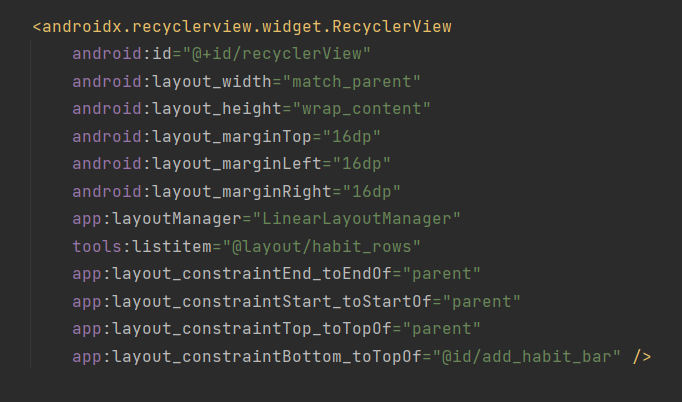 <androidx.recyclerview.widget.RecyclerView
android:id="@+id/recyclerView"
android:layout_width="match_parent"
android:layout_height="wrap_content"
android:layout_marginTop="16dp"
android:layout_marginLeft="16dp"
android:layout_marginRight="16dp"
app:layoutManager="LinearLayoutManager"
tools:listitem="@layout/habit_rows"
app:layout_constraintEnd_toEndOf="parent"
app:layout_constraintStart_toStartOf="parent"
app:layout_constraintTop_toTopOf="parent"
app:layout_constraintBottom_toTopOf="@id/add_habit_bar" />